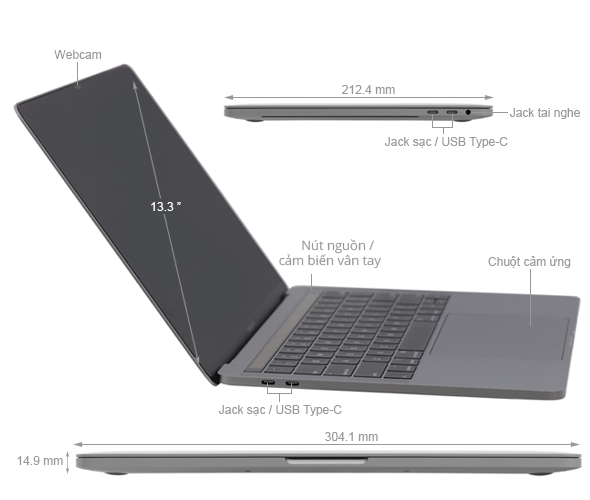 Webcam
212.4 mm
Jack tai nghe
Jack sạc / USB Type-C
13.3 ”
Nút nguồn /
cảm biến vân tay
Chuột cảm ứng
Jack sạc / USB Type-C
304.1 mm
14.9 mm